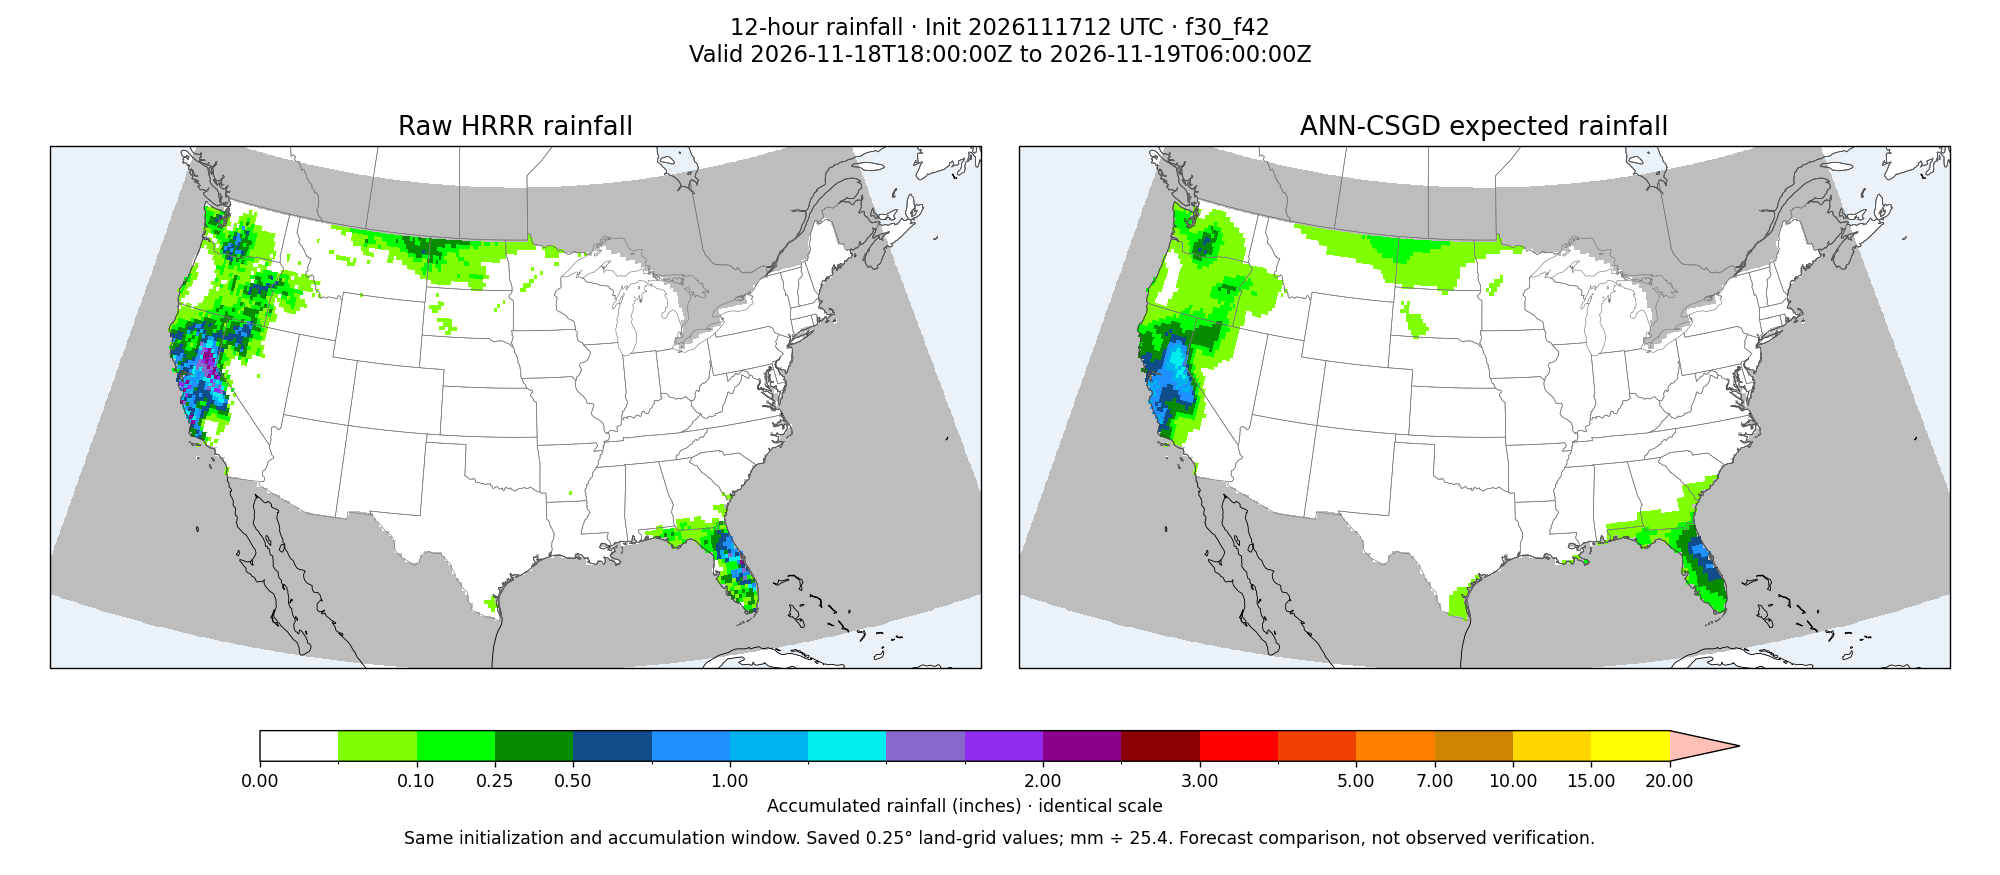 12-hour rainfall · Init 2026111712 UTC · f30_f42
Valid 2026-11-18T18:00:00Z to 2026-11-19T06:00:00Z
Raw HRRR rainfall
ANN-CSGD expected rainfall
0.00 0.10 0.25 0.50 1.00 2.00 3.00 5.00 7.00 10.00 15.00 20.00
Accumulated rainfall (inches) · identical scale
Same initialization and accumulation window. Saved 0.25° land-grid values; mm ÷ 25.4. Forecast comparison, not observed verification.